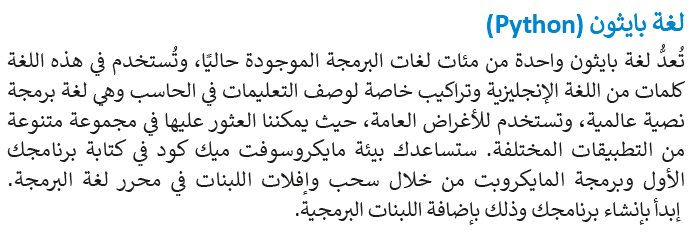 لغة بايثون (Python)
تُعدُّ لغة بايثون واحدة من مئات لغات البرمجة الموجودة حاليًا، وتُستخدم في هذه اللغة
كلمات من اللغة الإنجليزية وتراكيب خاصة لوصف التعليمات في الحاسب وهي لغة برمجة
نصية عالمية، وتستخدم للأغراض العامة، حيث يمكننا العثور عليها في مجموعة متنوعة
من التطبيقات المختلفة. ستساعدك بيئة مايكروسوفت ميك كود في كتابة برنامجك
الأول وبرمجة المايكروبت من خلال سحب وإفلات اللبنات في محرر لغة البرمجة.
إبدأ بإنشاء برنامجك وذلك بإضافة اللبنات البرمجية.